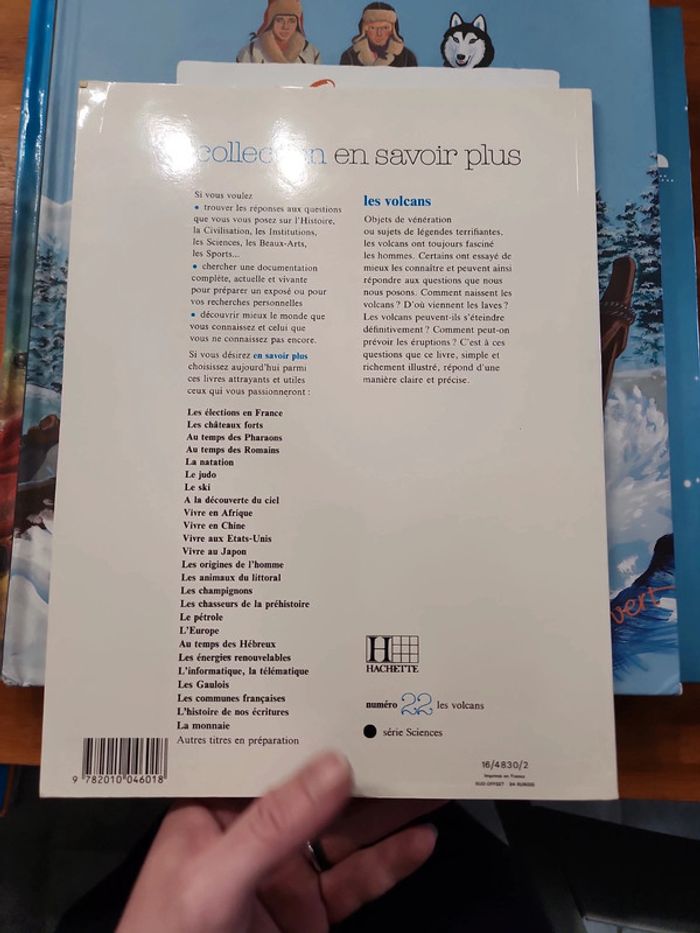 collection en savoir plus
Si vous voulez
• trouver les réponses aux questions
que vous vous posez sur l'Histoire,
la Civilisation, les Institutions,
les Sciences, les Beaux-Arts,
les Sports...
• chercher une documentation
complète, actuelle et vivante
pour préparer un exposé ou pour
vos recherches personnelles
• découvrir mieux le monde que
vous connaissez et celui que
vous ne connaissez pas encore.
Si vous désirez en savoir plus
choisissez aujourd'hui parmi
ces livres attrayants et utiles
ceux qui vous passionneront :
Les élections en France
Les châteaux forts
Au temps des Pharaons
Au temps des Romains
La natation
Le judo
Le ski
A la découverte du ciel
Vivre en Afrique
Vivre en Chine
Vivre aux Etats-Unis
Vivre au Japon
Les origines de l'homme
Les animaux du littoral
Les champignons
Les chasseurs de la préhistoire
Le pétrole
L'Europe
Au temps des Hébreux
Les énergies renouvelables
L'informatique, la télématique
Les Gaulois
Les communes françaises
L'histoire de nos écritures
La monnaie
Autres titres en préparation
9 782010 046018
les volcans
Objets de vénération
ou sujets de légendes terrifiantes,
les volcans ont toujours fasciné
les hommes. Certains ont essayé de
mieux les connaître et peuvent ainsi
répondre aux questions que nous
nous posons. Comment naissent les
volcans ? D'où viennent les laves ?
Les volcans peuvent-ils s'éteindre
définitivement ? Comment peut-on
prévoir les éruptions ? C'est à ces
questions que ce livre, simple et
richement illustré, répond d'une
manière claire et précise.
H
HACHETTE
numéro 22 les volcans
série Sciences
16/4830/2
Imprimé en France
vert